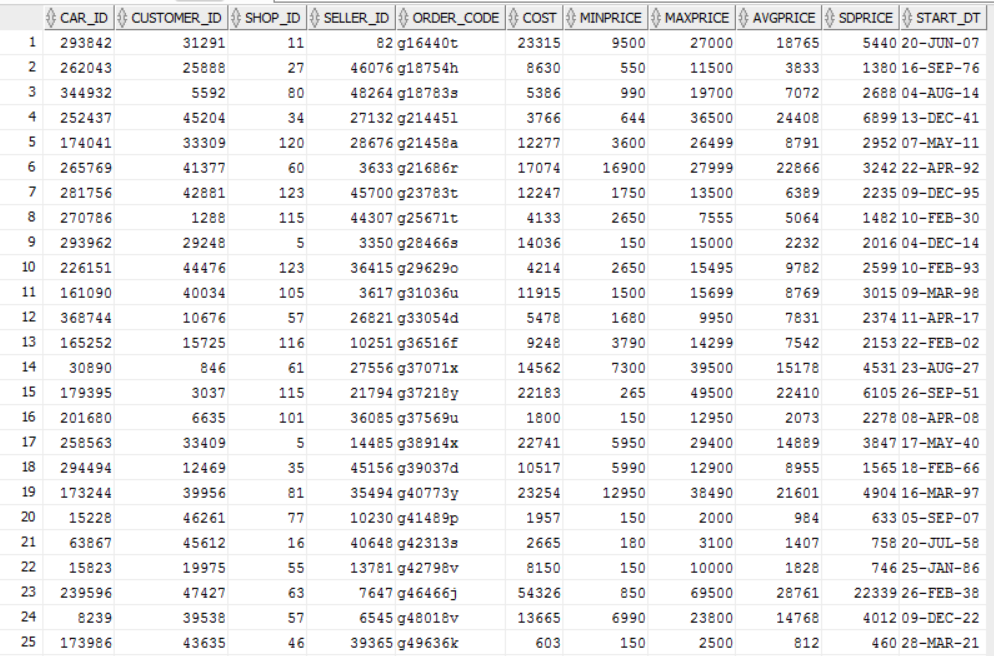 CAR_ID CUSTOMER_ID SHOP_ID SELLER_ID ORDER_CODE COST MINPRICE MAXPRICE AVGPRICE SDPRICE START_DT
1 293842 31291 11 82 g16440t 23315 9500 27000 18765 5440 20-JUN-07
2 262043 25888 27 46076 g18754h 8630 550 11500 3833 1380 16-SEP-76
3 344932 5592 80 48264 g18783s 5386 990 19700 7072 2688 04-AUG-14
4 252437 45204 34 27132 g21445l 3766 644 36500 24408 6899 13-DEC-41
5 174041 33309 120 28676 g21458a 12277 3600 26499 8791 2952 07-MAY-11
6 265769 41377 60 3633 g21686r 17074 16900 27999 22866 3242 22-APR-92
7 281756 42881 123 45700 g23783t 12247 1750 13500 6389 2235 09-DEC-95
8 270786 1288 115 44307 g25671t 4133 2650 7555 5064 1482 10-FEB-30
9 293962 29248 5 3350 g28466s 14036 150 15000 2232 2016 04-DEC-14
10 226151 44476 123 36415 g29629o 4214 2650 15495 9782 2599 10-FEB-93
11 161090 40034 105 3617 g31036u 11915 1500 15699 8769 3015 09-MAR-98
12 368744 10676 57 26821 g33054d 5478 1680 9950 7831 2374 11-APR-17
13 165252 15725 116 10251 g36516f 9248 3790 14299 7542 2153 22-FEB-02
14 30890 846 61 27556 g37071x 14562 7300 39500 15178 4531 23-AUG-27
15 179395 3037 115 21794 g37218y 22183 265 49500 22410 6105 26-SEP-51
16 201680 6635 101 36085 g37569u 1800 150 12950 2073 2278 08-APR-08
17 258563 33409 5 14485 g38914x 22741 5950 29400 14889 3847 17-MAY-40
18 294494 12469 35 45156 g39037d 10517 5990 12900 8955 1565 18-FEB-66
19 173244 39956 81 35494 g40773y 23254 12950 38490 21601 4904 16-MAR-97
20 15228 46261 77 10230 g41489p 1957 150 2000 984 633 05-SEP-07
21 63867 45612 16 40648 g42313s 2665 180 3100 1407 758 20-JUL-58
22 15823 19975 55 13781 g42798v 8150 150 10000 1828 746 25-JAN-86
23 239596 47427 63 7647 g46466j 54326 850 69500 28761 22339 26-FEB-38
24 8239 39538 57 6545 g48018v 13665 6990 23800 14768 4012 09-DEC-22
25 173986 43635 46 39365 g49636k 603 150 2500 812 460 28-MAR-21